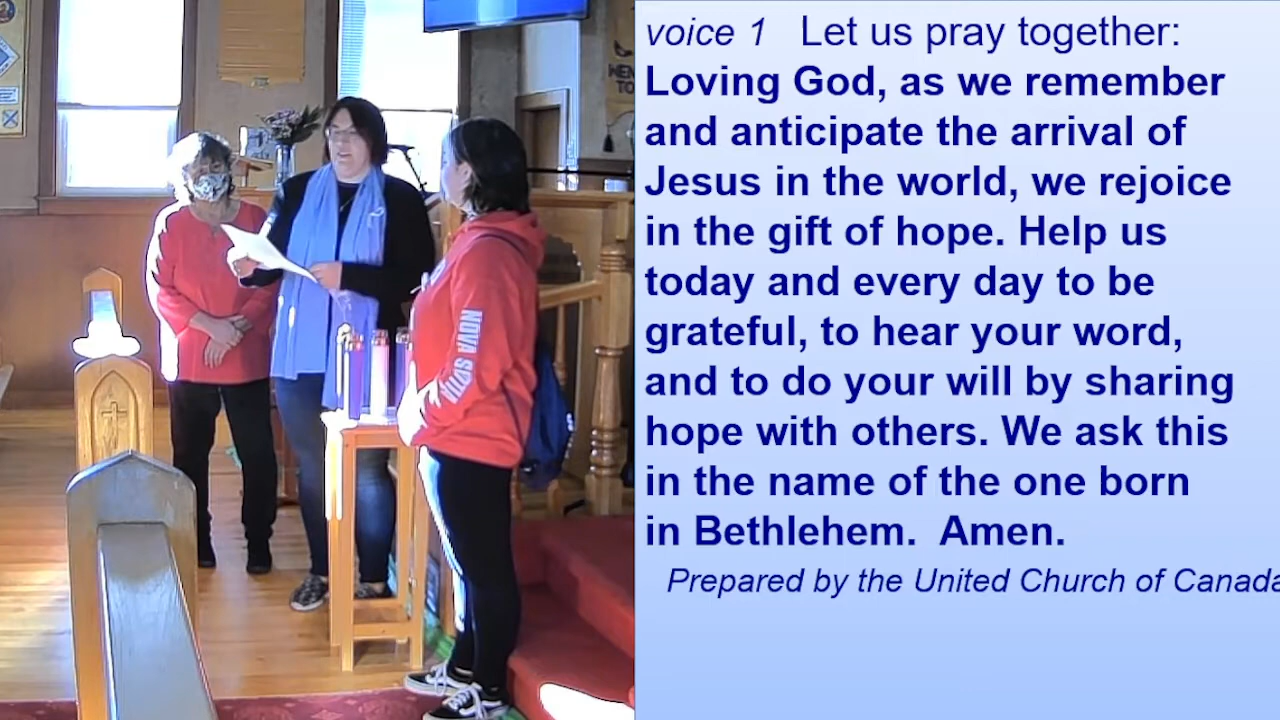 voice 1 Let us pray together:
Loving God, as we remember
and anticipate the arrival of
Jesus in the world, we rejoice
in the gift of hope. Help us
today and every day to be
grateful, to hear your word,
and to do your will by sharing
hope with others. We ask this
in the name of the one born
in Bethlehem. Amen.
Prepared by the United Church of Canada
NOVA